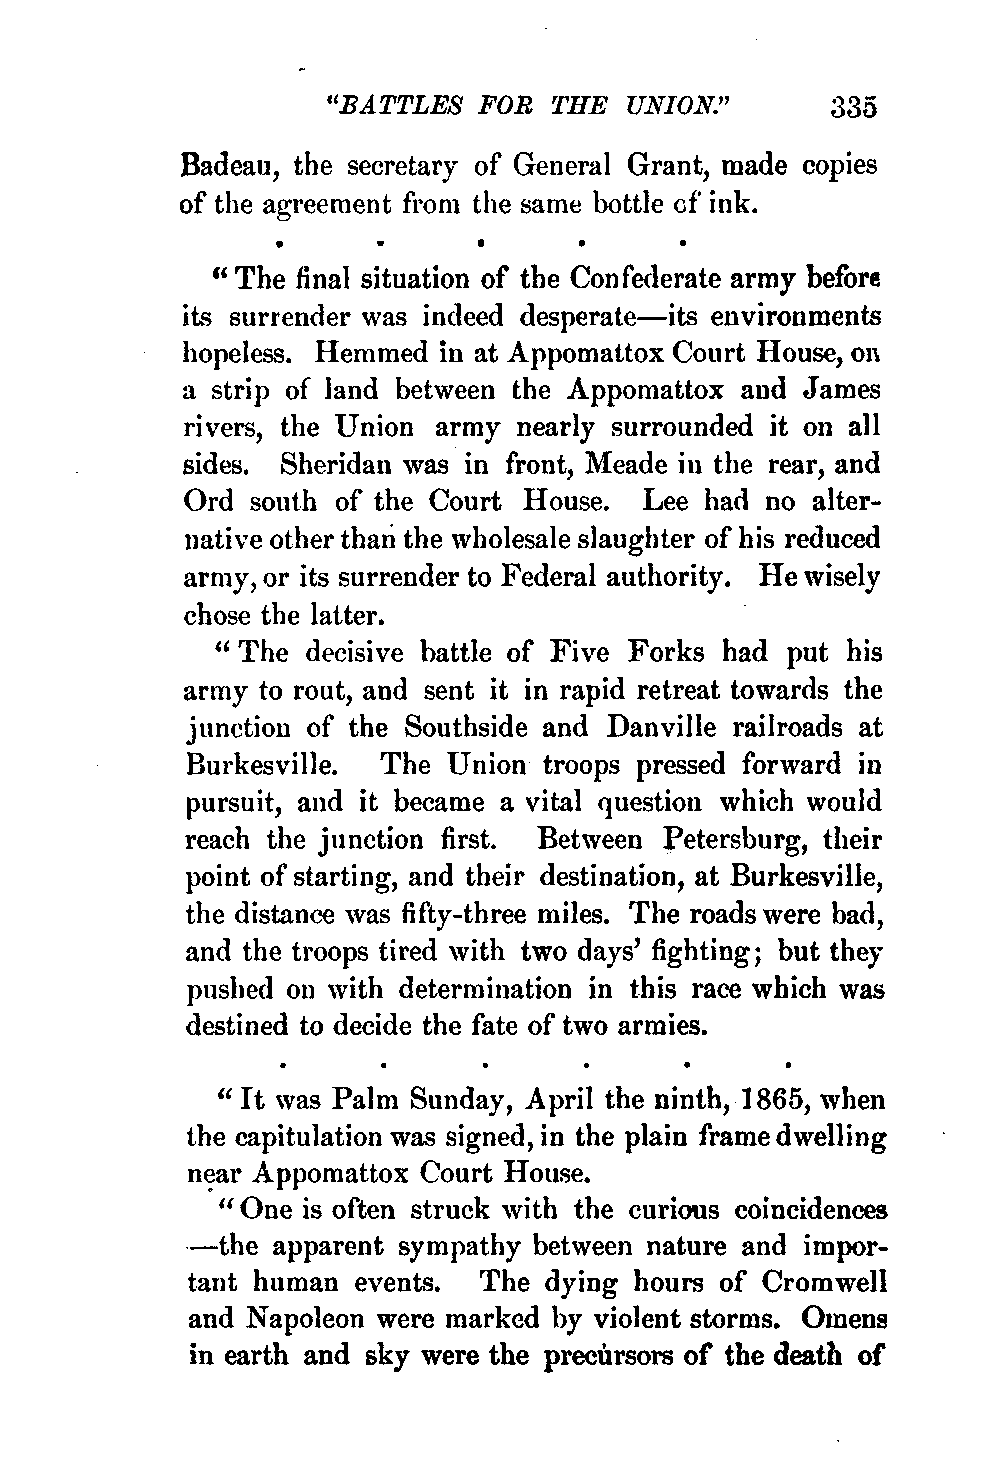 "BATTLES FOR THE UNION." 335
Badeau, the secretary of General Grant, made copies
of the agreement from the same bottle of ink.
. . . . .
"The final situation of the Confederate army before
its surrender was indeed desperate—its environments
hopeless. Hemmed in at Appomattox Court House, on
a strip of land between the Appomattox and James
rivers, the Union army nearly surrounded it on all
sides. Sheridan was in front, Meade in the rear, and
Ord south of the Court House. Lee had no alter-
native other than the wholesale slaughter of his reduced
army, or its surrender to Federal authority. He wisely
chose the latter.
"The decisive battle of Five Forks had put his
army to rout, and sent it in rapid retreat towards the
junction of the Southside and Danville railroads at
Burkesville. The Union troops pressed forward in
pursuit, and it became a vital question which would
reach the junction first. Between Petersburg, their
point of starting, and their destination, at Burkesville,
the distance was fifty-three miles. The roads were bad,
and the troops tired with two days' fighting; but they
pushed on with determination in this race which was
destined to decide the fate of two armies.
. . . . . .
"It was Palm Sunday, April the ninth, 1865, when
the capitulation was signed, in the plain frame dwelling
near Appomattox Court House.
"One is often struck with the curious coincidences
—the apparent sympathy between nature and impor-
tant human events. The dying hours of Cromwell
and Napoleon were marked by violent storms. Omens
in earth and sky were the precursors of the death of